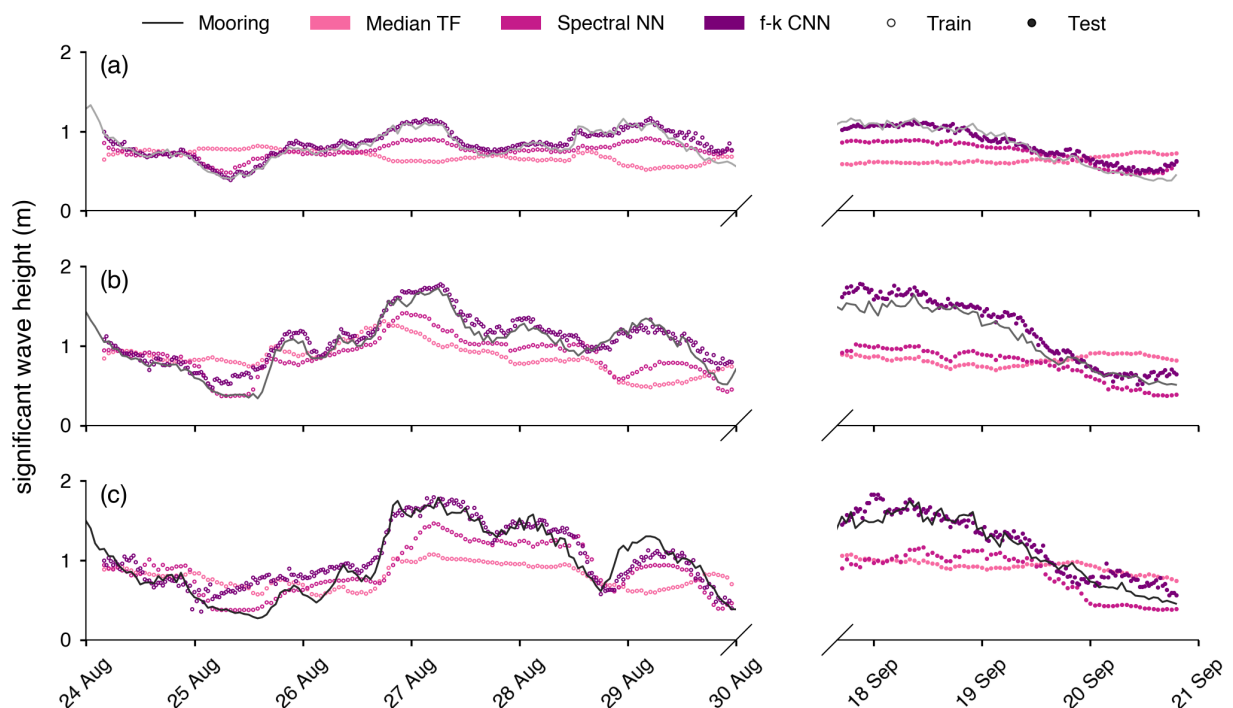 Mooring Median TF Spectral NN f-k CNN Train Test
significant wave height (m)
(a)
2
1
0
(b)
2
1
0
(c)
2
1
0
24 Aug 25 Aug 26 Aug 27 Aug 28 Aug 29 Aug 30 Aug 18 Sep 19 Sep 20 Sep 21 Sep